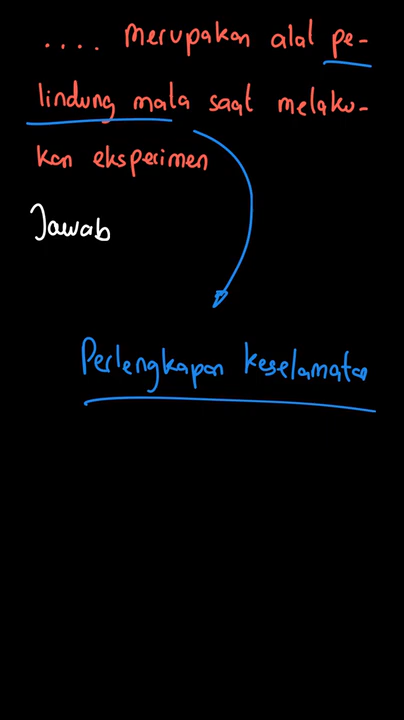 .... merupakan alat pe-
lindung mata saat melaku-
kan eksperimen
Jawab
Perlengkapan keselamatan